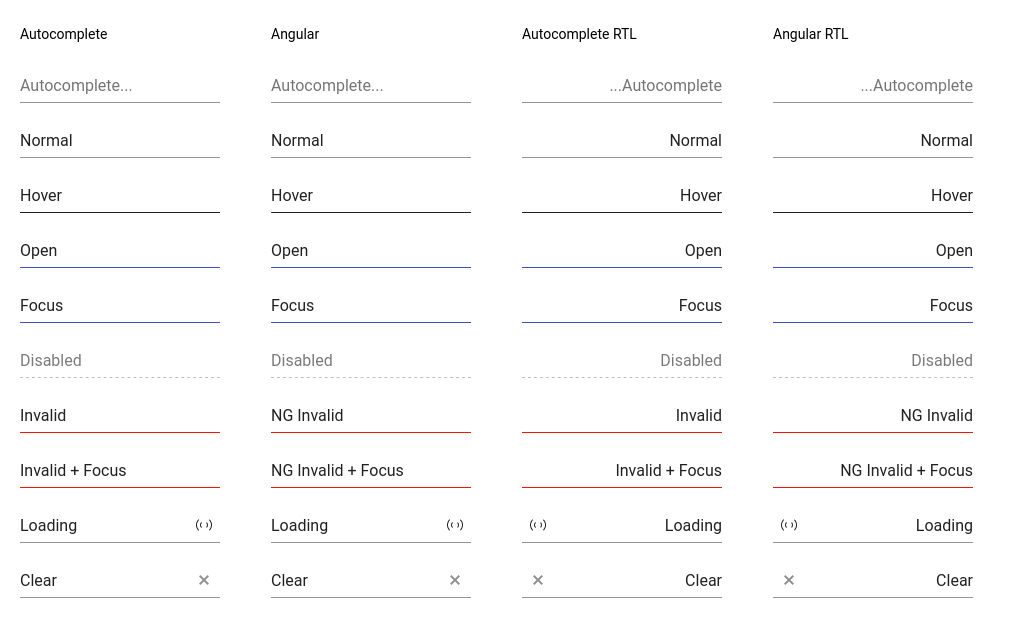 Autocomplete Angular Autocomplete RTL Angular RTL
Autocomplete... Autocomplete... ...Autocomplete ...Autocomplete
Normal Normal Normal Normal
Hover Hover Hover Hover
Open Open Open Open
Focus Focus Focus Focus
Disabled Disabled Disabled Disabled
Invalid NG Invalid Invalid NG Invalid
Invalid + Focus NG Invalid + Focus Invalid + Focus NG Invalid + Focus
Loading Loading Loading Loading
Clear Clear Clear Clear